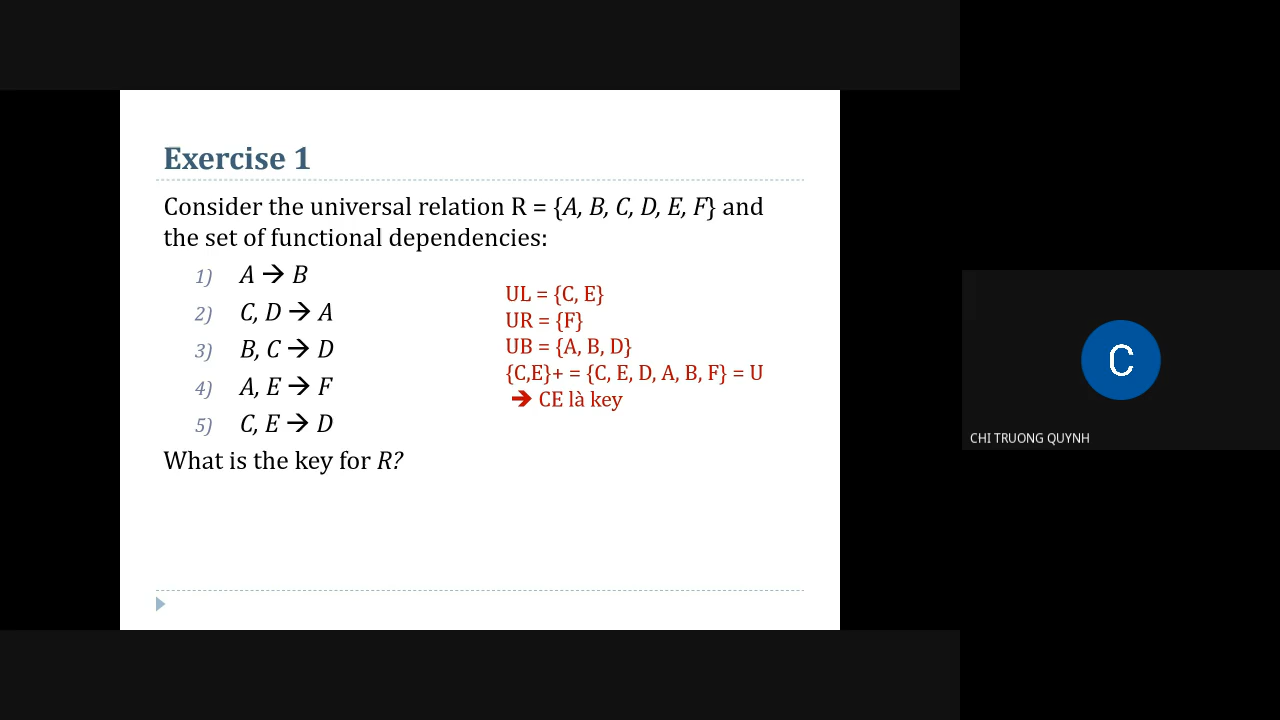 Exercise 1
Consider the universal relation R = {A, B, C, D, E, F} and
the set of functional dependencies:
1) A → B
2) C, D → A
3) B, C → D
4) A, E → F
5) C, E → D
What is the key for R?
UL = {C, E}
UR = {F}
UB = {A, B, D}
{C,E}+ = {C, E, D, A, B, F} = U
→ CE là key
C
CHI TRUONG QUYNH